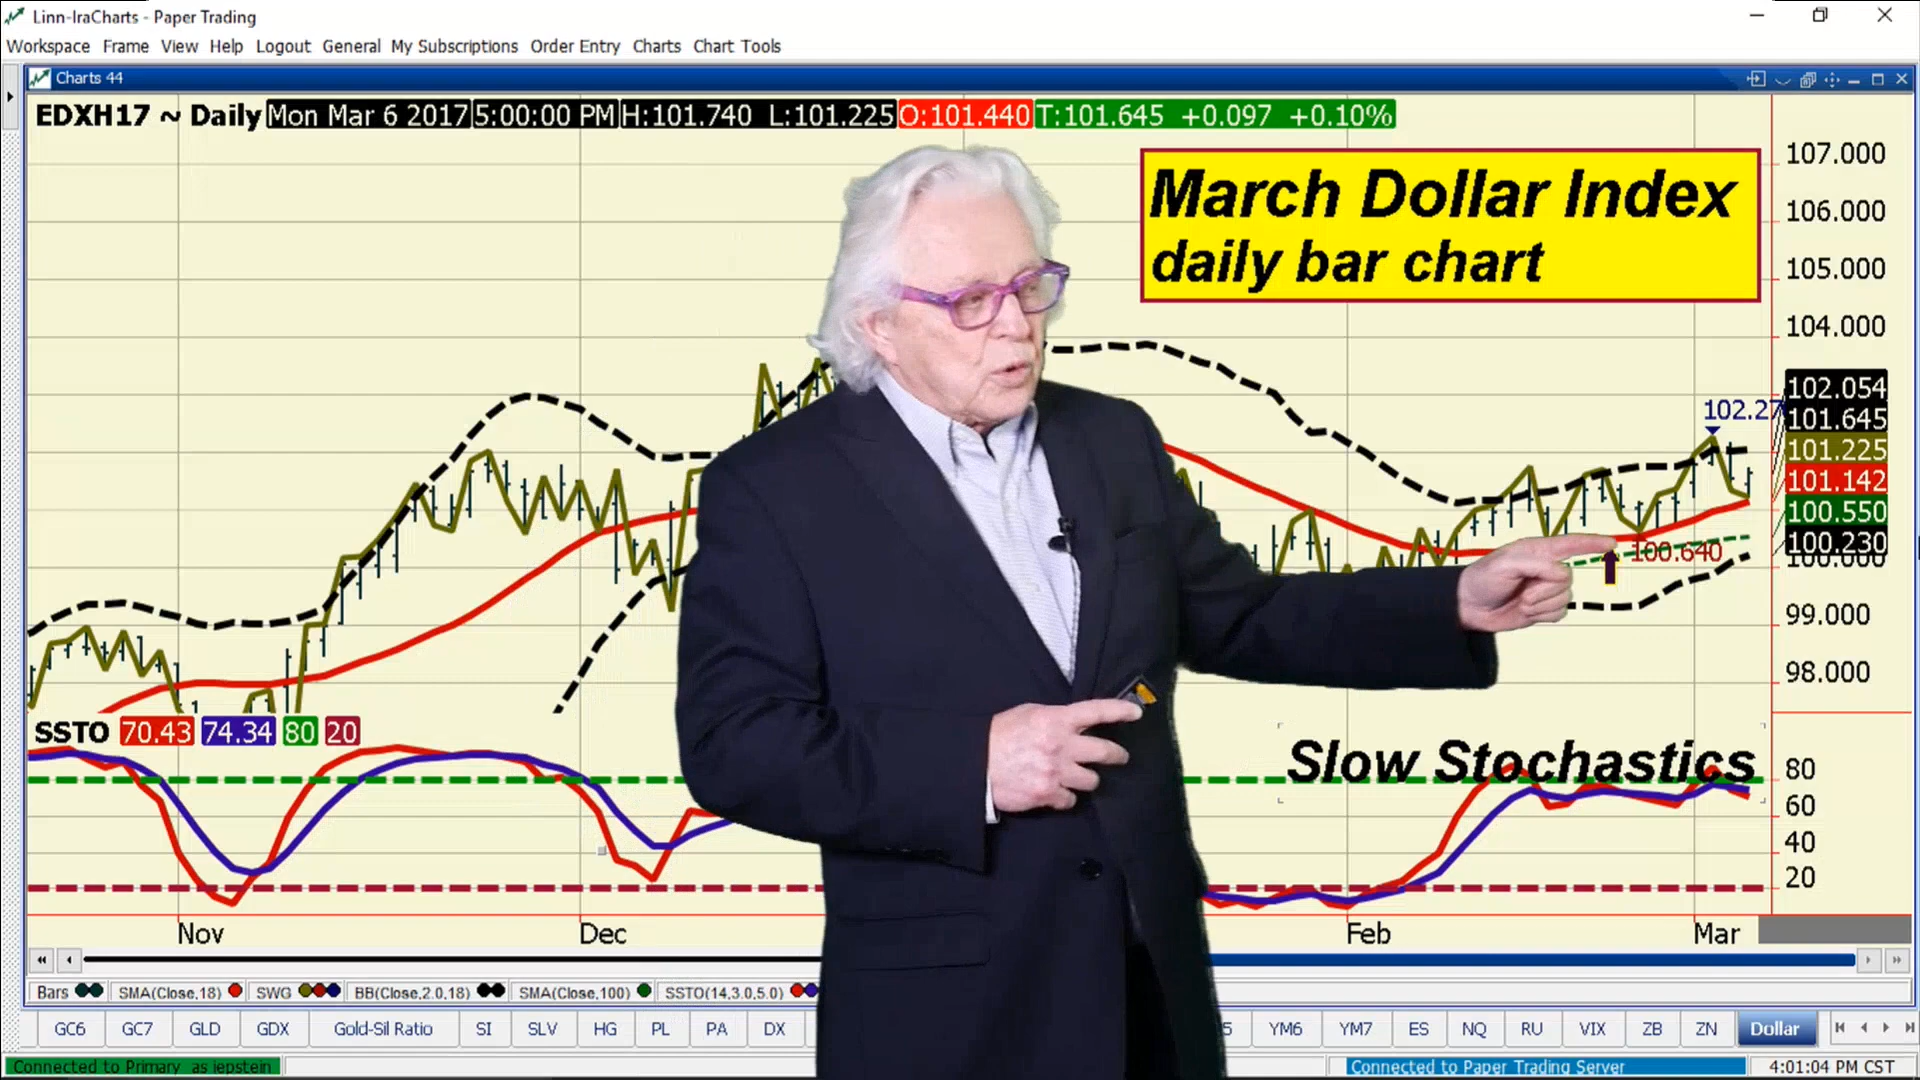 Linn-IraCharts - Paper Trading
Workspace Frame View Help Logout General My Subscriptions Order Entry Charts Chart Tools
Charts 44
EDXH17 ~ Daily Mon Mar 6 2017 5:00:00 PM H:101.740 L:101.225 O:101.440 T:101.645 +0.097 +0.10%
March Dollar Index
daily bar chart
107.000
106.000
105.000
104.000
102.054
102.27
101.645
101.225
101.142
100.550
100.230
100.640
100.000
99.000
98.000
SSTO 70.43 74.34 80 20
Slow Stochastics
80
60
40
20
Nov Dec Feb Mar
Bars SMA(Close,18) SWG BB(Close,2.0,18) SMA(Close,100) SSTO(14,3.0,5.0)
GC6 GC7 GLD GDX Gold-Sil Ratio SI SLV HG PL PA DX YM6 YM7 ES NQ RU VIX ZB ZN Dollar
Connected to Primary as iepstein Connected to Paper Trading Server 4:01:04 PM CST